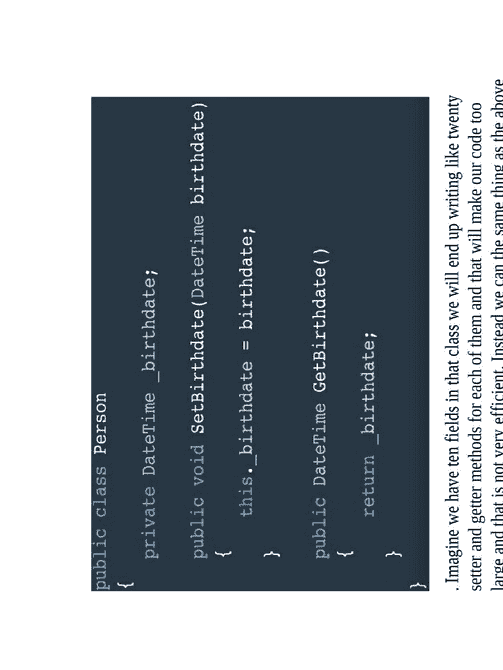 public class Person
{
private DateTime _birthdate;
public void SetBirthdate(DateTime birthdate)
{
this._birthdate = birthdate;
}
public DateTime GetBirthdate()
{
return _birthdate;
}
}
. Imagine we have ten fields in that class we will end up writing like twenty
setter and getter methods for each of them and that will make our code too
large and that is not very efficient. Instead we can the same thing as the above